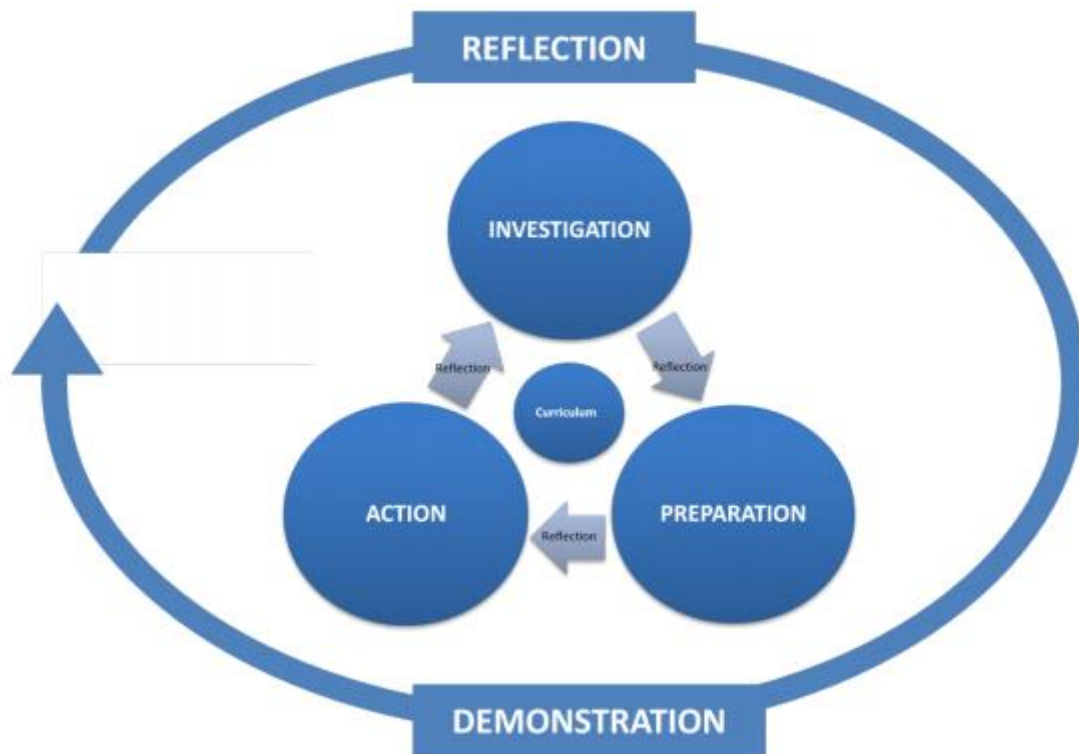 REFLECTION
INVESTIGATION
Reflection
Reflection
Curriculum
ACTION
PREPARATION
Reflection
DEMONSTRATION